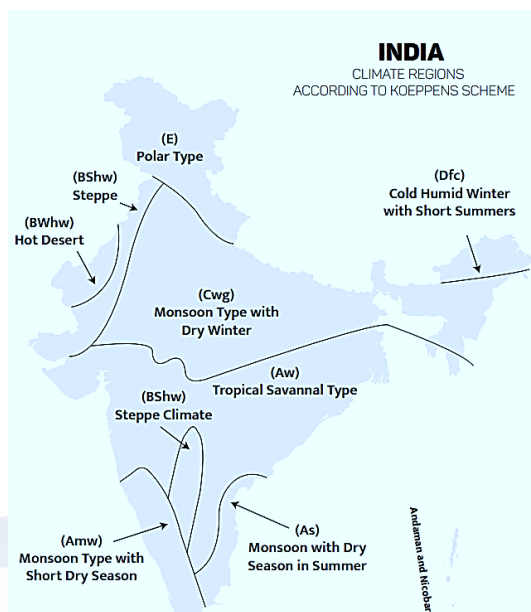 INDIA
CLIMATE REGIONS
ACCORDING TO KOEPPENS SCHEME
(E)
Polar Type
(BShw)
Steppe
(Dfc)
Cold Humid Winter
with Short Summers
(BWhw)
Hot Desert
(Cwg)
Monsoon Type with
Dry Winter
(Aw)
Tropical Savannal Type
(BShw)
Steppe Climate
(Amw)
Monsoon Type with
Short Dry Season
(As)
Monsoon with Dry
Season in Summer
Andaman and Nicobar